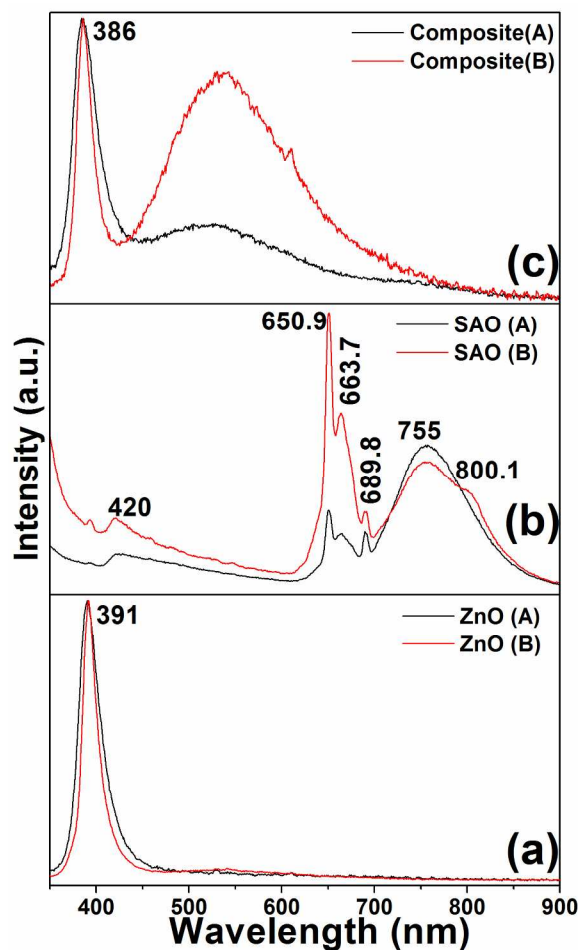 386
Composite(A)
Composite(B)
(c)
650.9
663.7
689.8
755
800.1
420
SAO (A)
SAO (B)
(b)
391
ZnO (A)
ZnO (B)
(a)
Intensity (a.u.)
400 500 600 700 800 900
Wavelength (nm)